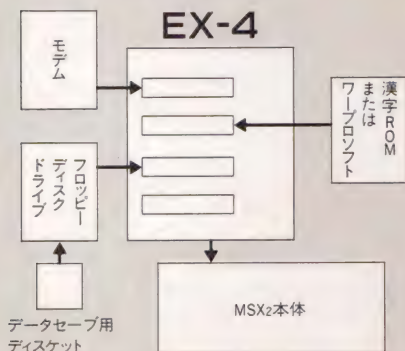 EX-4
モデム
漢字ROM
または
ワープロソフト
フロッピー
ディスク
ドライブ
データセーブ用
ディスケット
MSX2本体